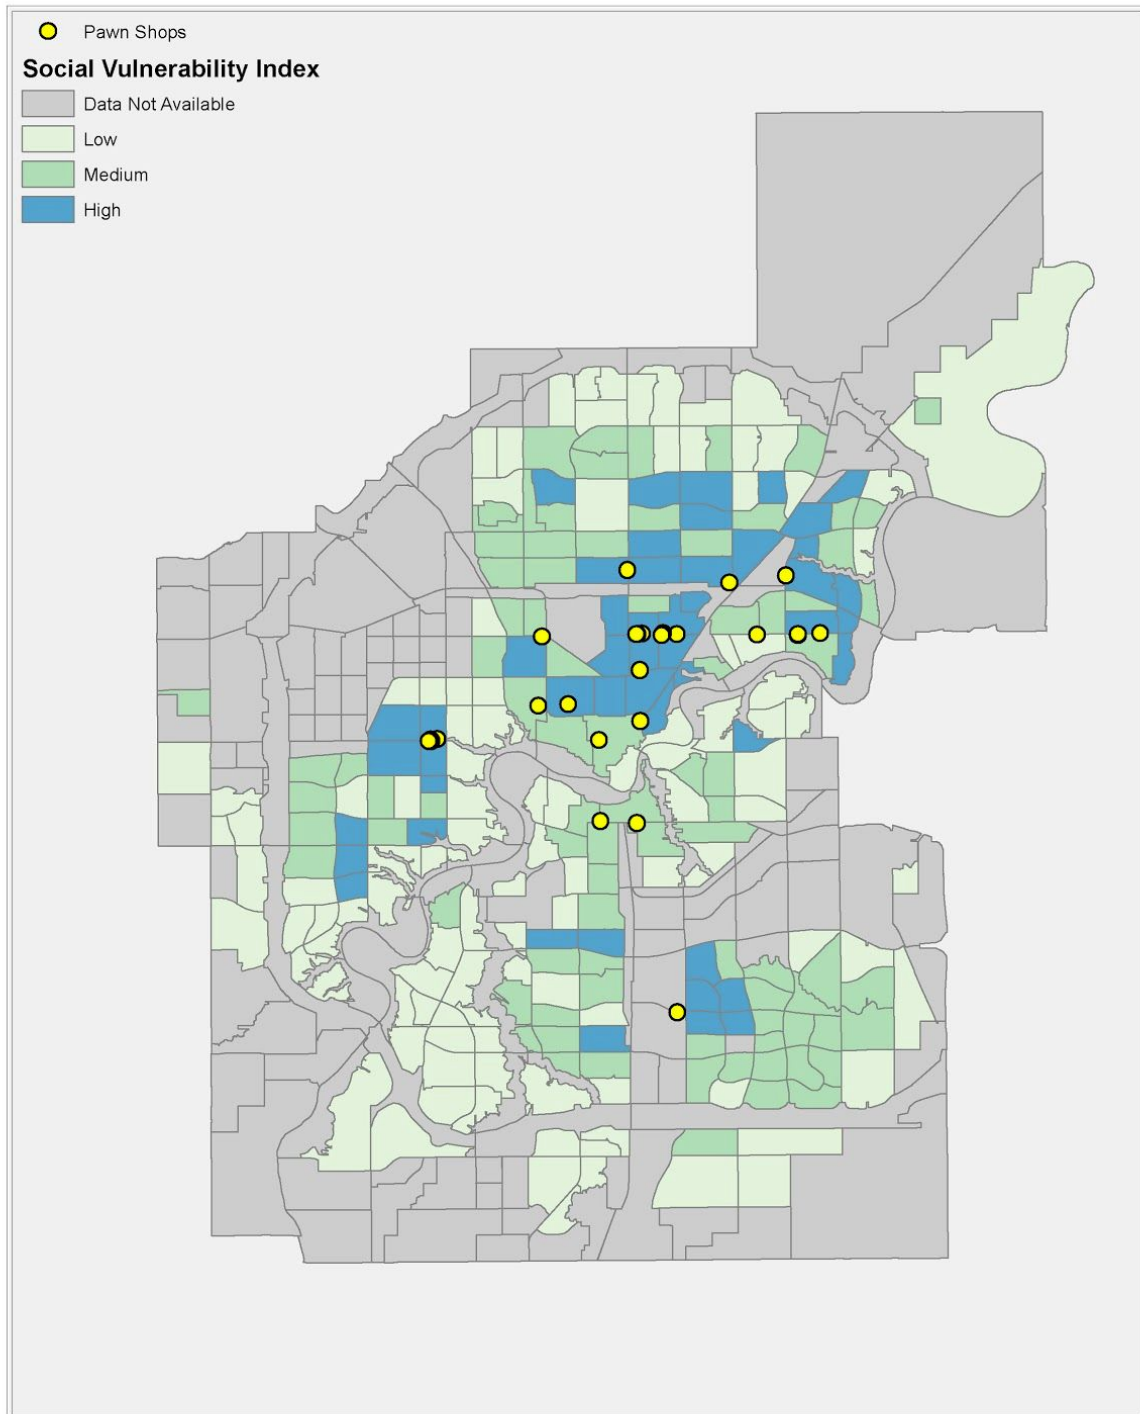 Pawn Shops
Social Vulnerability Index
Data Not Available
Low
Medium
High